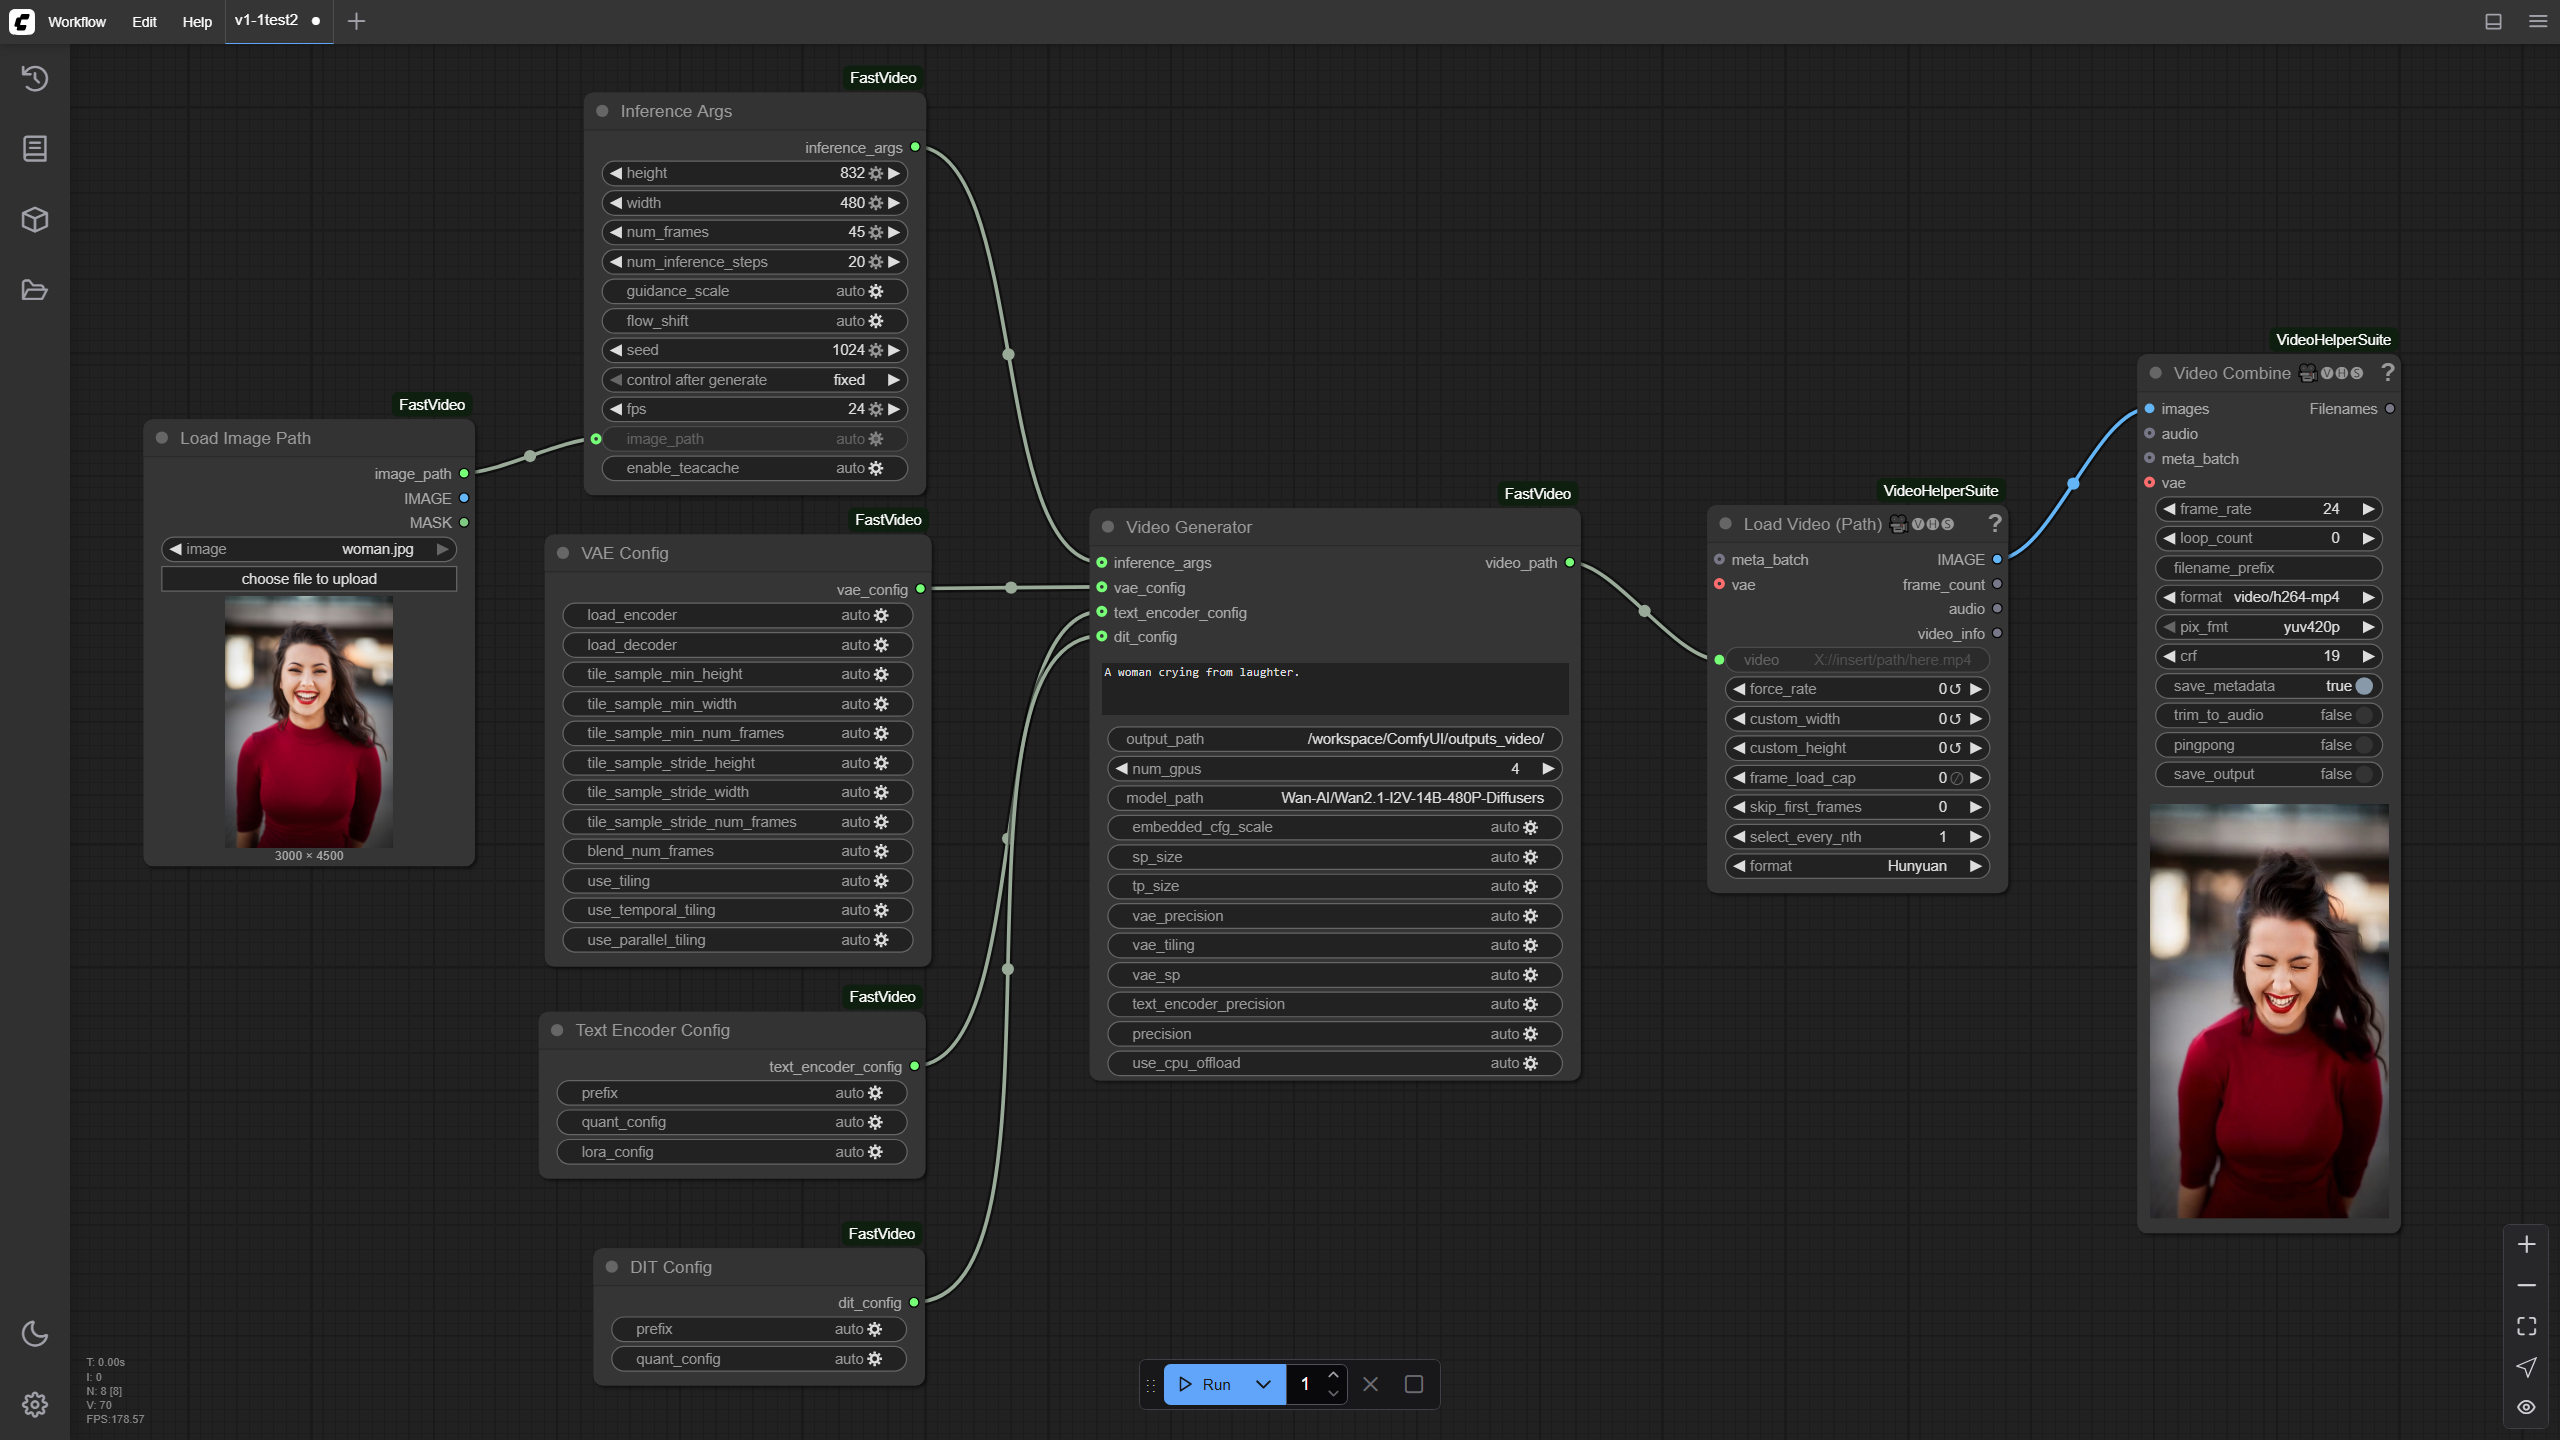 Workflow Edit Help v1-1test2
FastVideo
Inference Args
inference_args
height 832
width 480
num_frames 45
num_inference_steps 20
guidance_scale auto
flow_shift auto
seed 1024
control after generate fixed
fps 24
image_path auto
enable_teacache auto
FastVideo
Load Image Path
image_path
IMAGE
MASK
image woman.jpg
choose file to upload
3000 × 4500
FastVideo
VAE Config
vae_config
load_encoder auto
load_decoder auto
tile_sample_min_height auto
tile_sample_min_width auto
tile_sample_min_num_frames auto
tile_sample_stride_height auto
tile_sample_stride_width auto
tile_sample_stride_num_frames auto
blend_num_frames auto
use_tiling auto
use_temporal_tiling auto
use_parallel_tiling auto
FastVideo
Text Encoder Config
text_encoder_config
prefix auto
quant_config auto
lora_config auto
FastVideo
DIT Config
dit_config
prefix auto
quant_config auto
FastVideo
Video Generator
inference_args video_path
vae_config
text_encoder_config
dit_config
A woman crying from laughter.
output_path /workspace/ComfyUI/outputs_video/
num_gpus 4
model_path Wan-AI/Wan2.1-I2V-14B-480P-Diffusers
embedded_cfg_scale auto
sp_size auto
tp_size auto
vae_precision auto
vae_tiling auto
vae_sp auto
text_encoder_precision auto
precision auto
use_cpu_offload auto
VideoHelperSuite
Load Video (Path) VHS ?
meta_batch IMAGE
vae frame_count
audio
video_info
video X://insert/path/here.mp4
force_rate 0
custom_width 0
custom_height 0
frame_load_cap 0
skip_first_frames 0
select_every_nth 1
format Hunyuan
VideoHelperSuite
Video Combine VHS ?
images Filenames
audio
meta_batch
vae
frame_rate 24
loop_count 0
filename_prefix
format video/h264-mp4
pix_fmt yuv420p
crf 19
save_metadata true
trim_to_audio false
pingpong false
save_output false
T: 0.00s
I: 0
N: 8 [8]
V: 70
FPS:178.57
Run 1